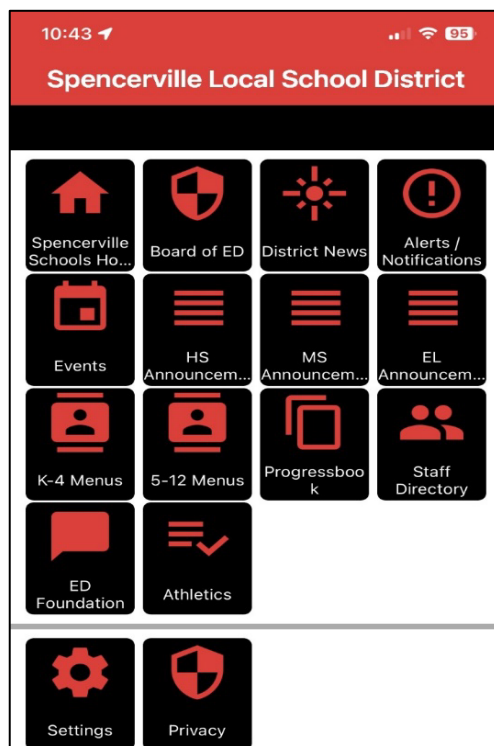 10:43
95
Spencerville Local School District
Spencerville
Schools Ho...
Board of ED
District News
Alerts /
Notifications
Events
HS
Announcem...
MS
Announcem...
EL
Announcem...
K-4 Menus
5-12 Menus
Progressboo
k
Staff
Directory
ED
Foundation
Athletics
Settings
Privacy